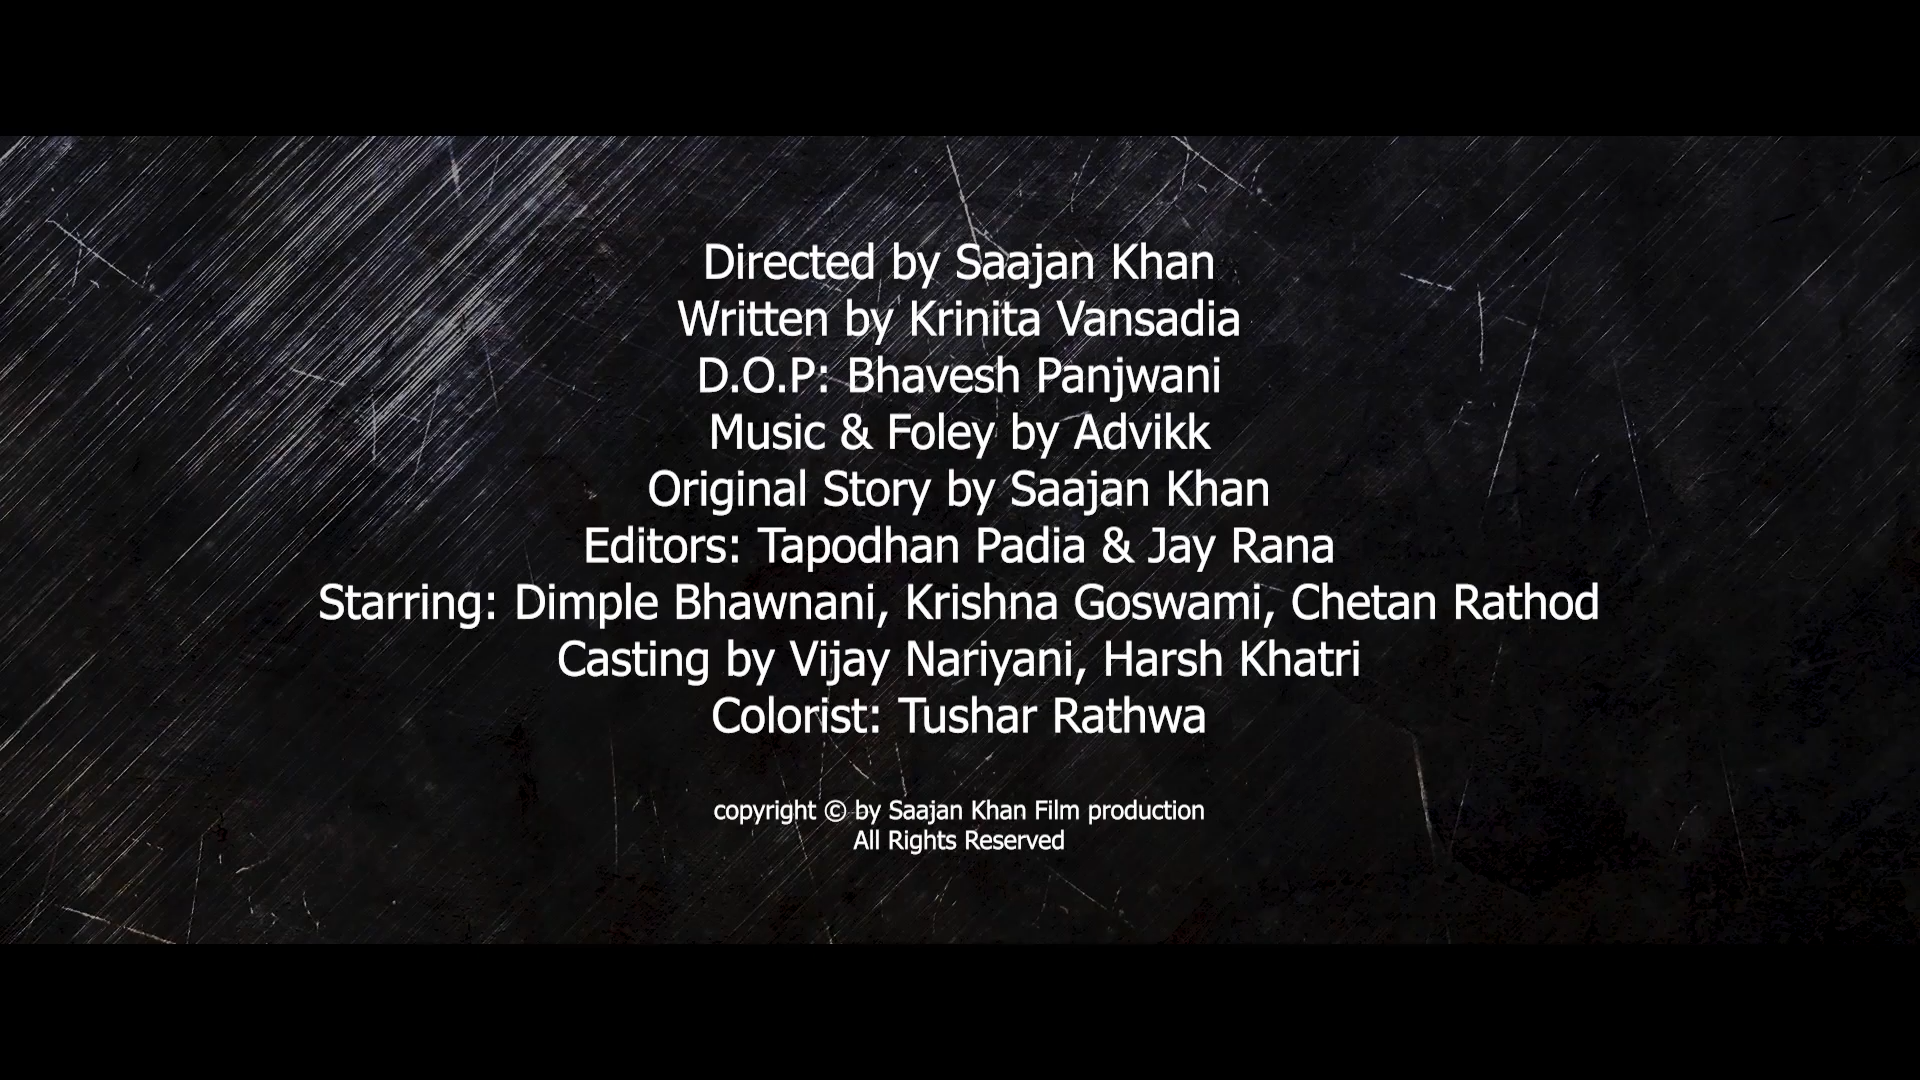 Directed by Saajan Khan
Written by Krinita Vansadia
D.O.P: Bhavesh Panjwani
Music & Foley by Advikk
Original Story by Saajan Khan
Editors: Tapodhan Padia & Jay Rana
Starring: Dimple Bhawnani, Krishna Goswami, Chetan Rathod
Casting by Vijay Nariyani, Harsh Khatri
Colorist: Tushar Rathwa
copyright © by Saajan Khan Film production
All Rights Reserved